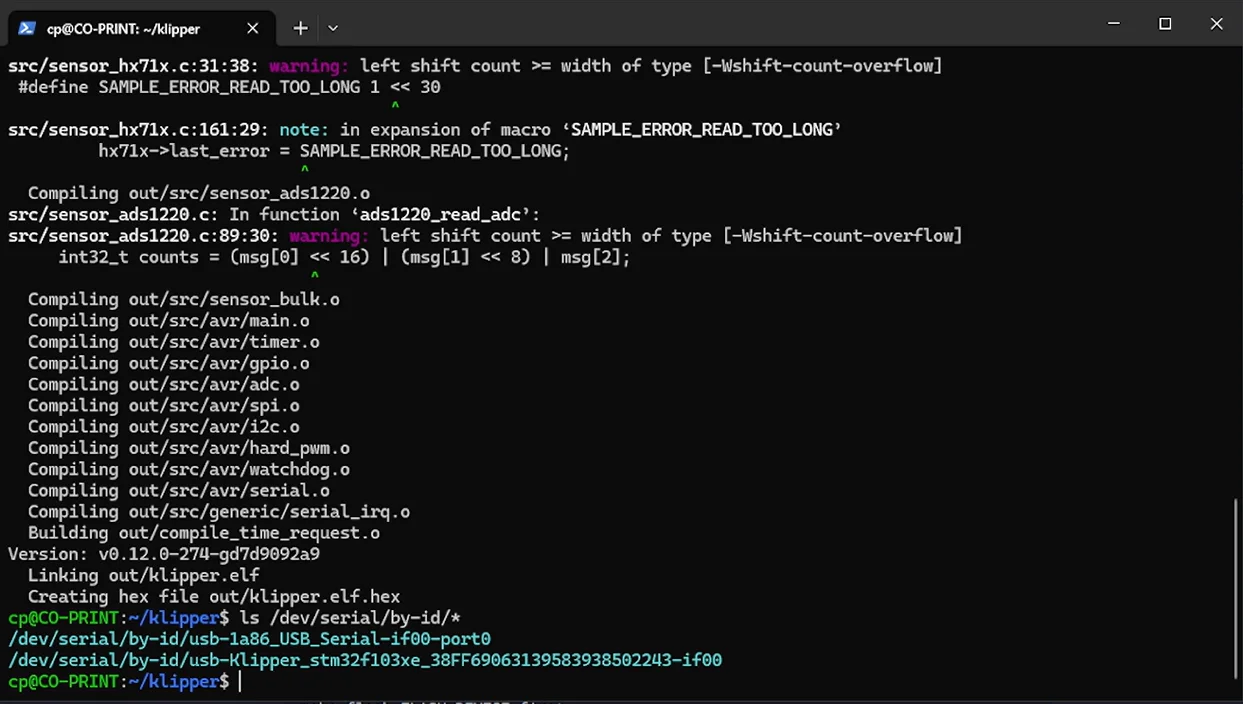 cp@CO-PRINT: ~/klipper
src/sensor_hx71x.c:31:38: warning: left shift count >= width of type [-Wshift-count-overflow]
#define SAMPLE_ERROR_READ_TOO_LONG 1 << 30
^
src/sensor_hx71x.c:161:29: note: in expansion of macro ‘SAMPLE_ERROR_READ_TOO_LONG’
hx71x->last_error = SAMPLE_ERROR_READ_TOO_LONG;
^
Compiling out/src/sensor_ads1220.o
src/sensor_ads1220.c: In function ‘ads1220_read_adc’:
src/sensor_ads1220.c:89:30: warning: left shift count >= width of type [-Wshift-count-overflow]
int32_t counts = (msg[0] << 16) | (msg[1] << 8) | msg[2];
^
Compiling out/src/sensor_bulk.o
Compiling out/src/avr/main.o
Compiling out/src/avr/timer.o
Compiling out/src/avr/gpio.o
Compiling out/src/avr/adc.o
Compiling out/src/avr/spi.o
Compiling out/src/avr/i2c.o
Compiling out/src/avr/hard_pwm.o
Compiling out/src/avr/watchdog.o
Compiling out/src/avr/serial.o
Compiling out/src/generic/serial_irq.o
Building out/compile_time_request.o
Version: v0.12.0-274-gd7d9092a9
Linking out/klipper.elf
Creating hex file out/klipper.elf.hex
cp@CO-PRINT:~/klipper$ ls /dev/serial/by-id/*
/dev/serial/by-id/usb-1a86_USB_Serial-if00-port0
/dev/serial/by-id/usb-Klipper_stm32f103xe_38FF69063139583938502243-if00
cp@CO-PRINT:~/klipper$